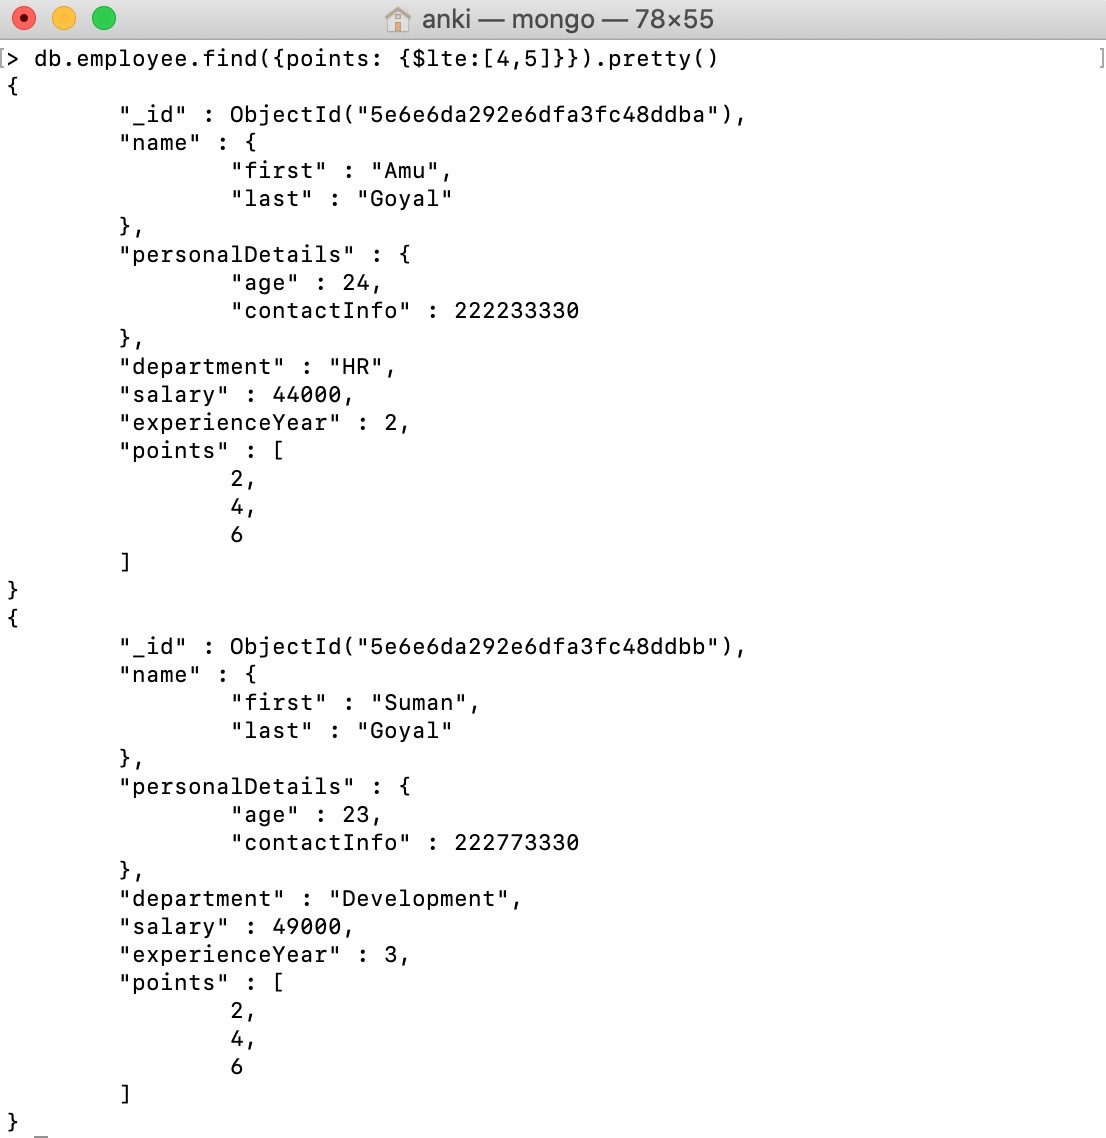 anki — mongo — 78×55
[> db.employee.find({points: {$lte:[4,5]}}).pretty() ]
{
"_id" : ObjectId("5e6e6da292e6dfa3fc48ddba"),
"name" : {
"first" : "Amu",
"last" : "Goyal"
},
"personalDetails" : {
"age" : 24,
"contactInfo" : 222233330
},
"department" : "HR",
"salary" : 44000,
"experienceYear" : 2,
"points" : [
2,
4,
6
]
}
{
"_id" : ObjectId("5e6e6da292e6dfa3fc48ddbb"),
"name" : {
"first" : "Suman",
"last" : "Goyal"
},
"personalDetails" : {
"age" : 23,
"contactInfo" : 222773330
},
"department" : "Development",
"salary" : 49000,
"experienceYear" : 3,
"points" : [
2,
4,
6
]
}